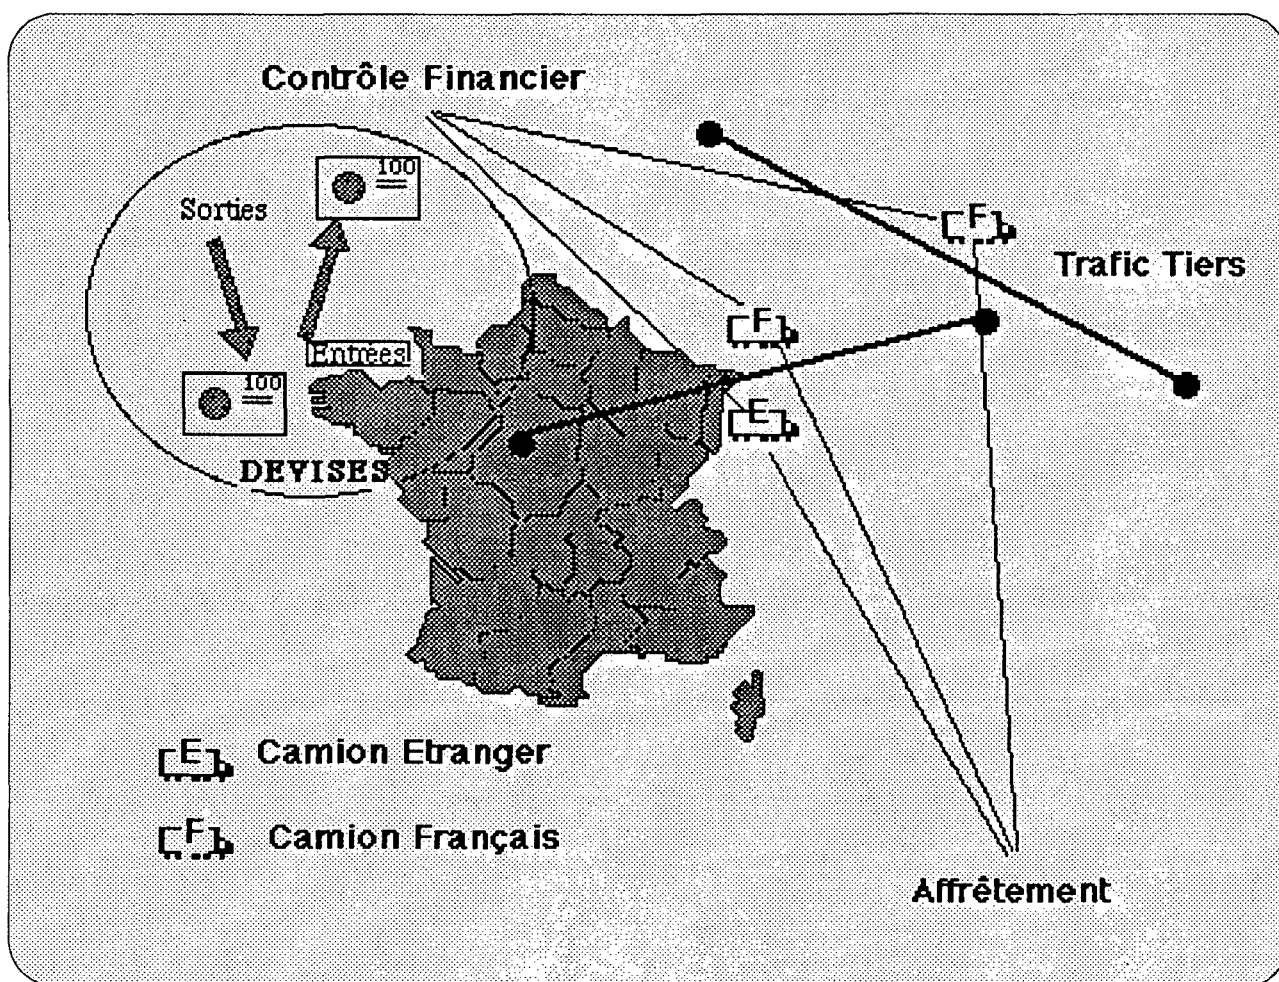 Contrôle Financier
100
Sorties
F
Trafic Tiers
F
Entrées
100
E
DEVISES
E Camion Etranger
F Camion Français
Affrêtement